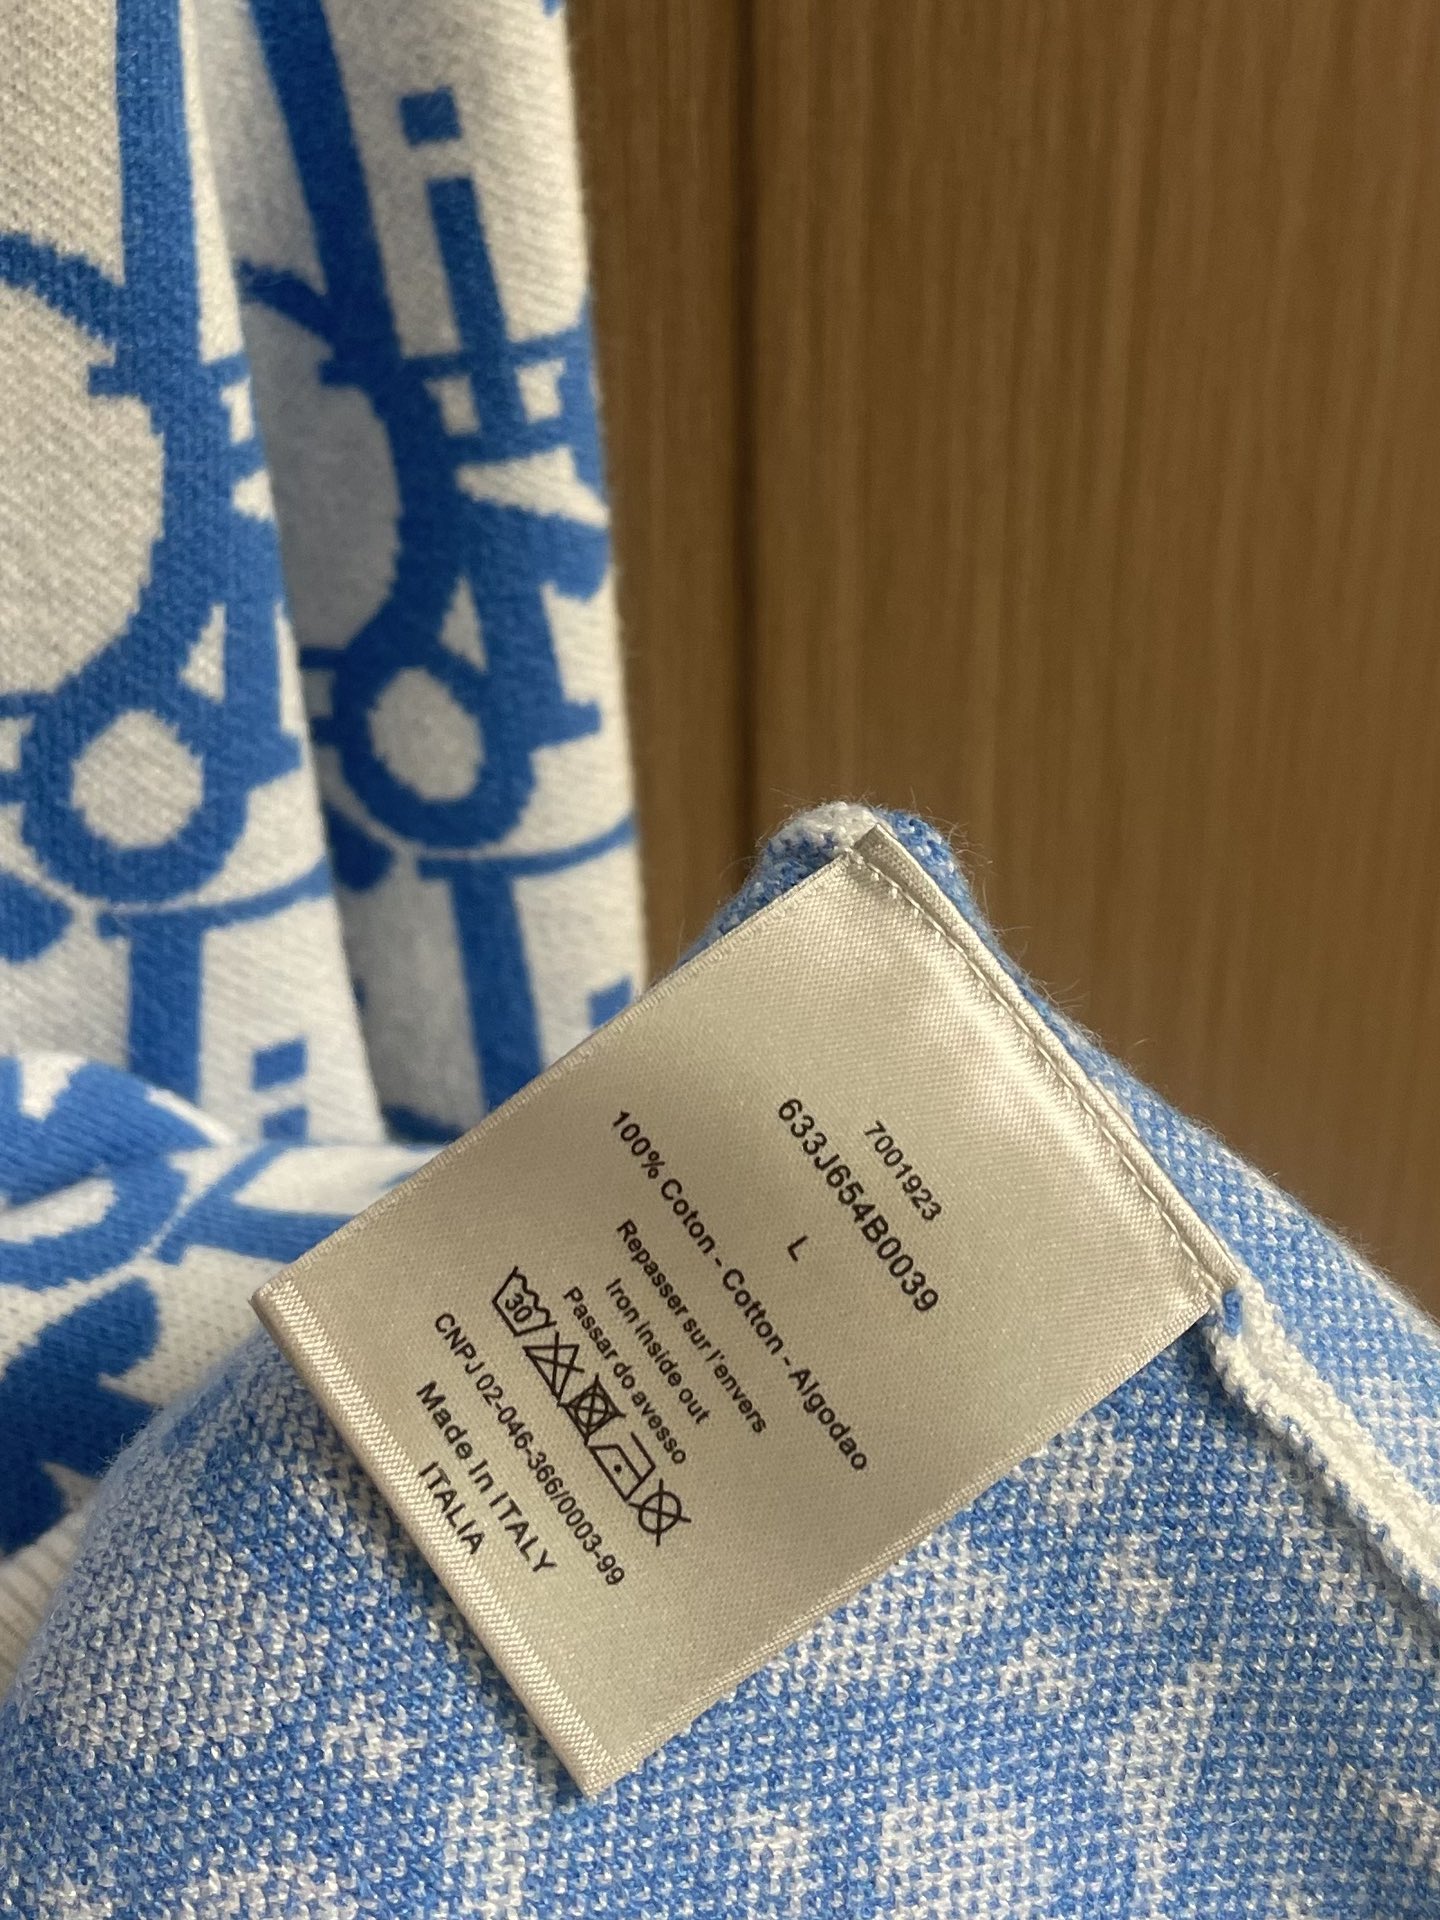 7001923
633J654B0039
L
100% Coton - Cotton - Algodao
Repasser sur l'envers
Iron inside out
Passar do avesso
30
CNPJ 02-046-366/0003-99
Made In ITALY
ITALIA